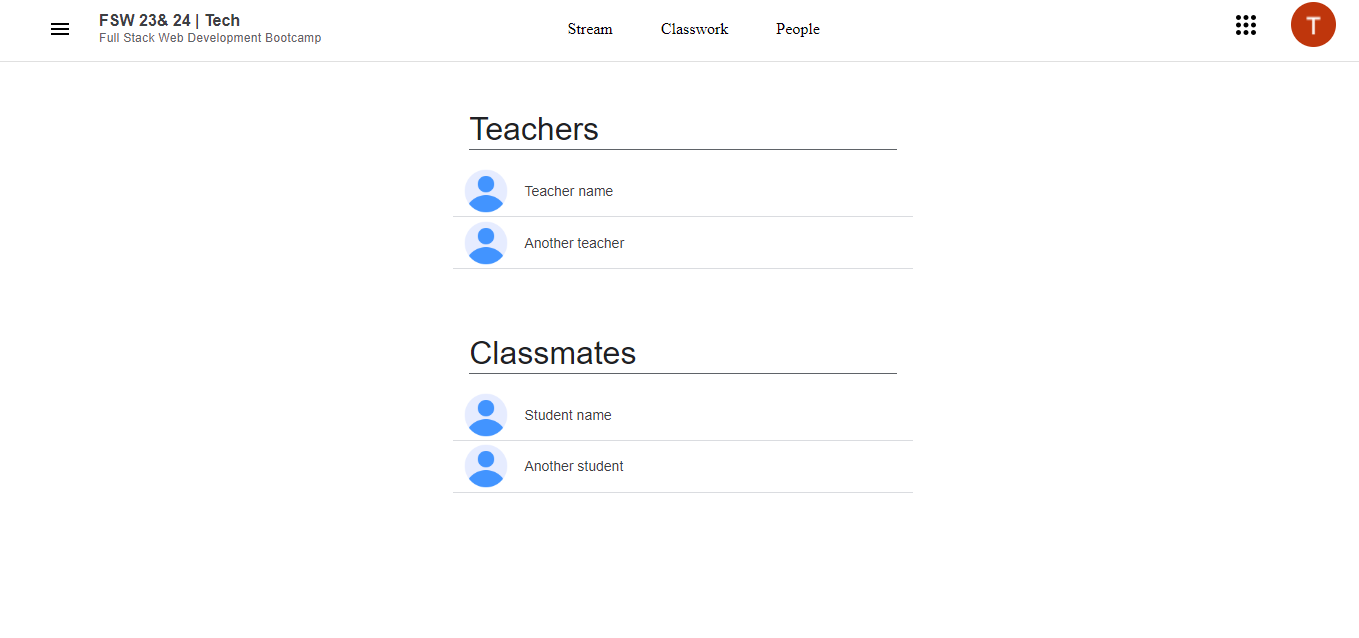 FSW 23& 24 | Tech
Full Stack Web Development Bootcamp
Stream Classwork People
T
Teachers
Teacher name
Another teacher
Classmates
Student name
Another student